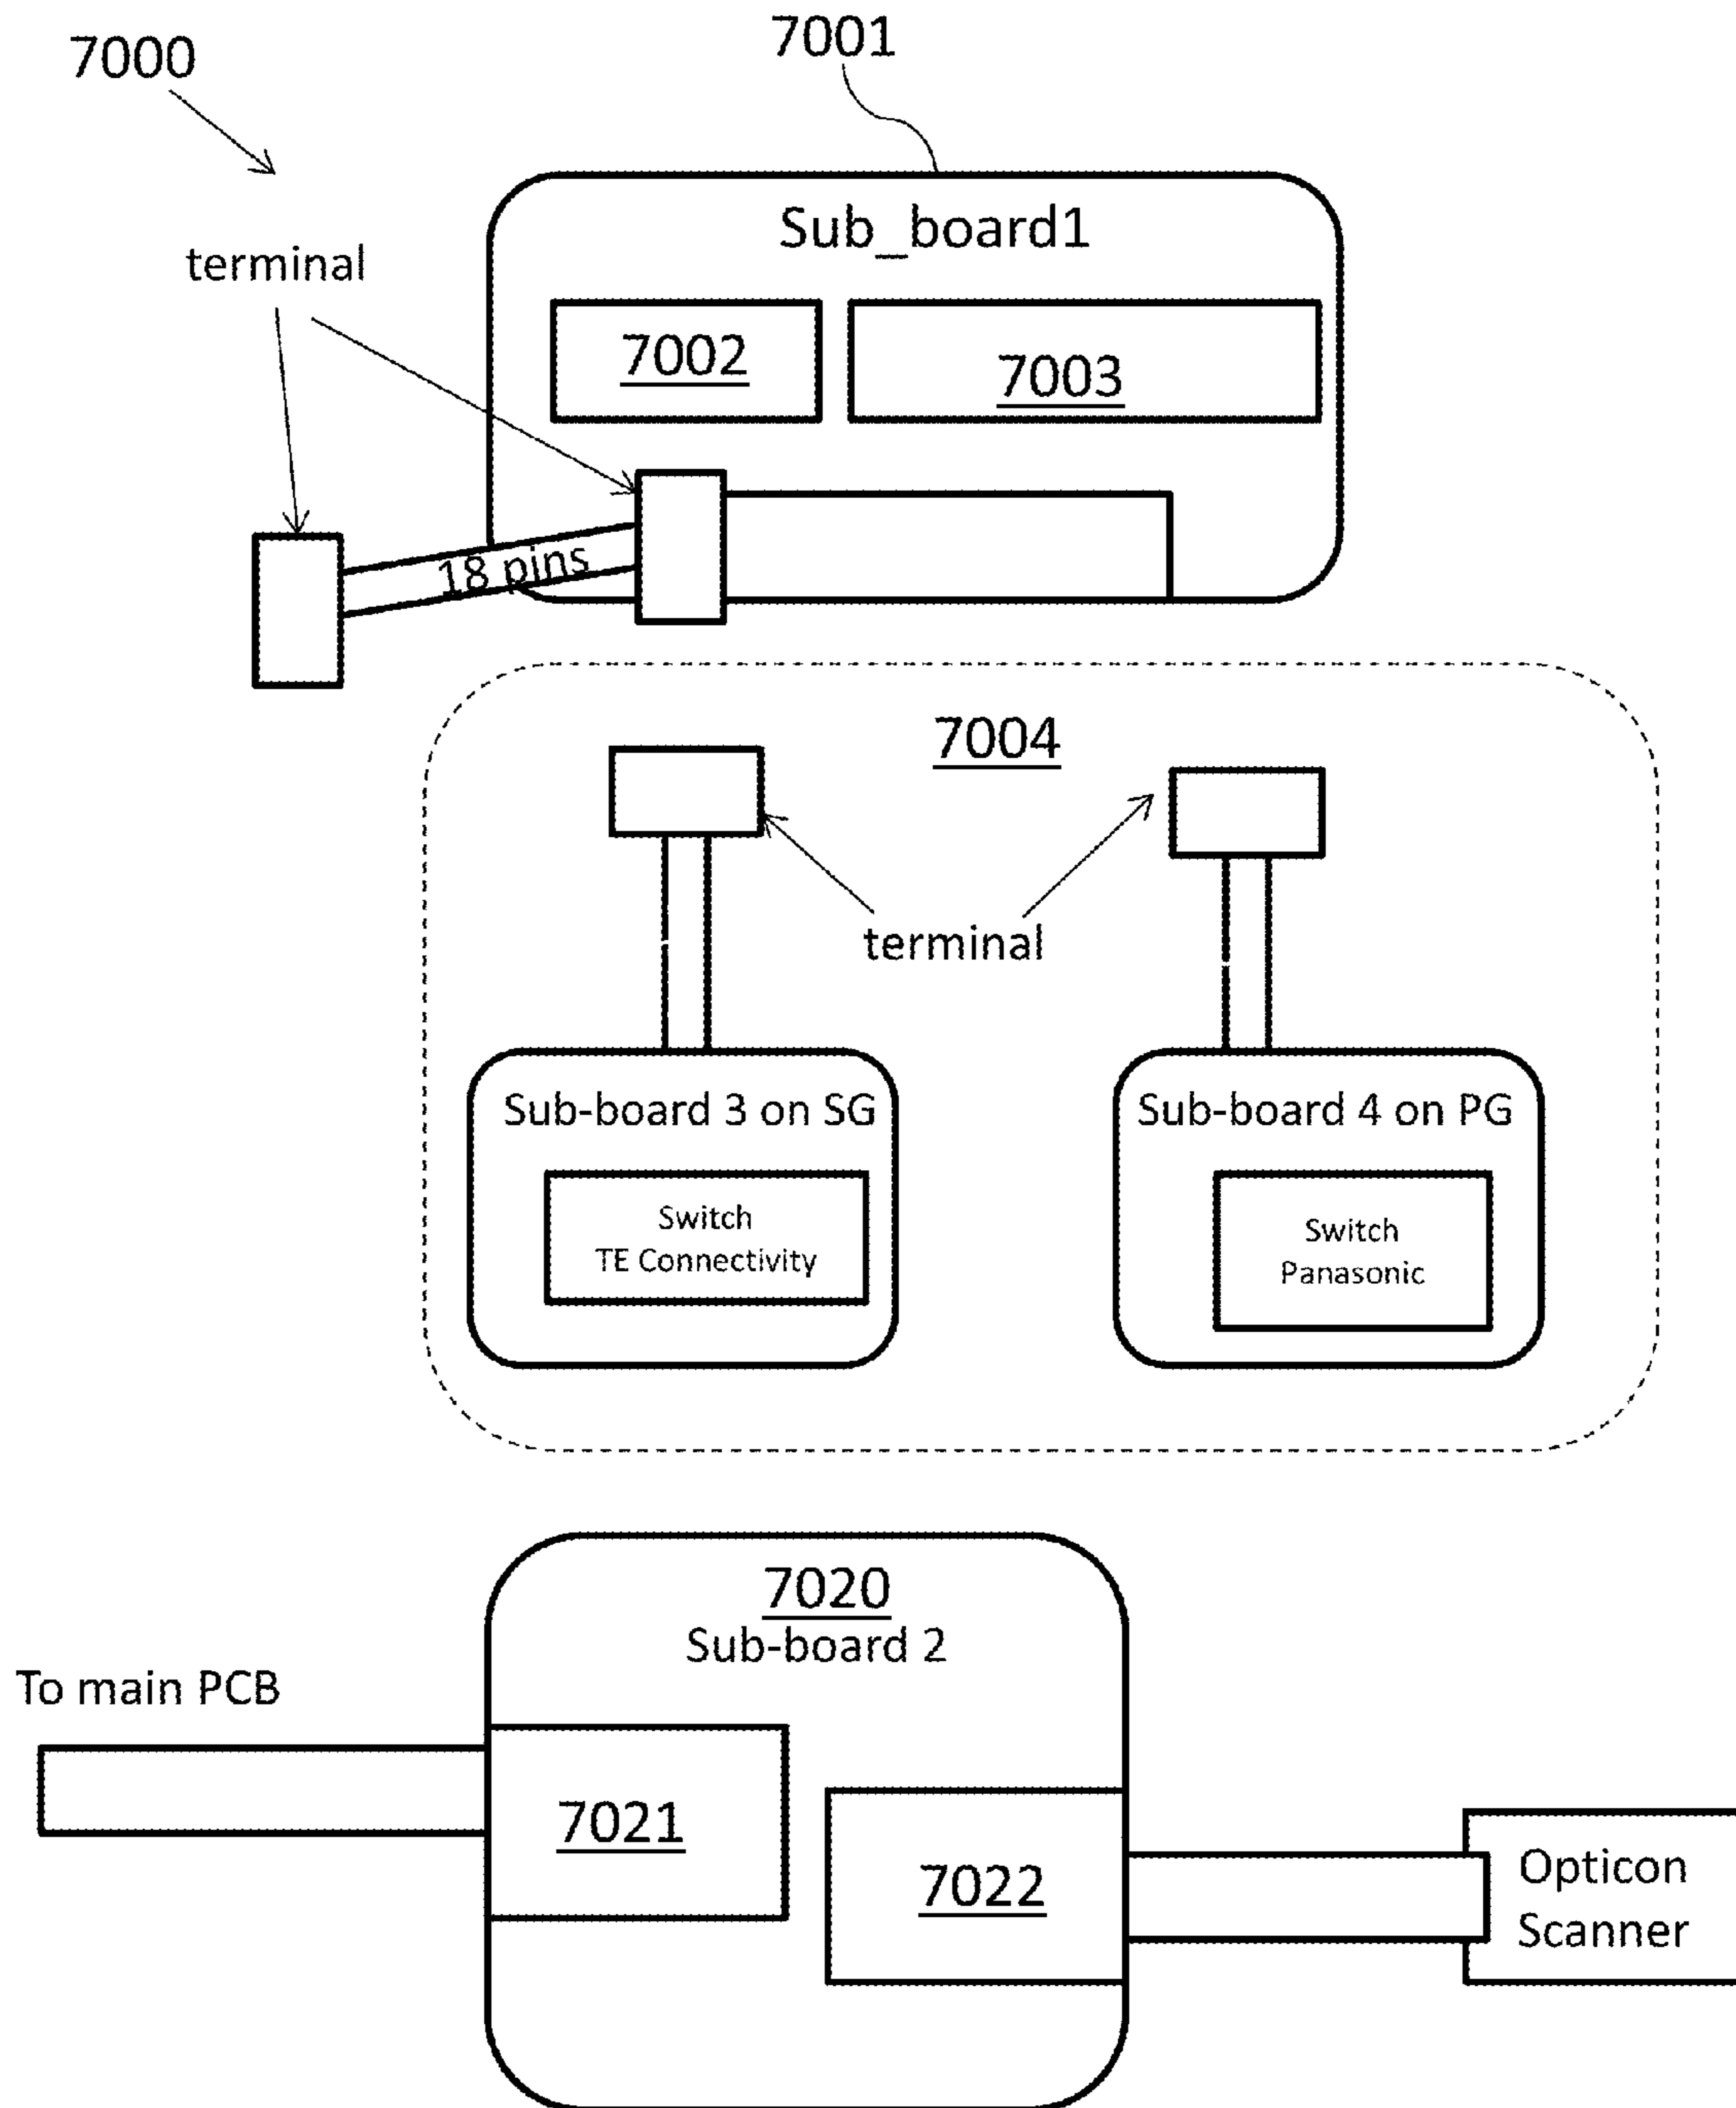 7000
7001
Sub_board1
terminal
7002
7003
18 pins
7004
terminal
Sub-board 3 on SG
Sub-board 4 on PG
Switch
TE Connectivity
Switch
Panasonic
7020
Sub-board 2
To main PCB
7021
7022
Opticon
Scanner